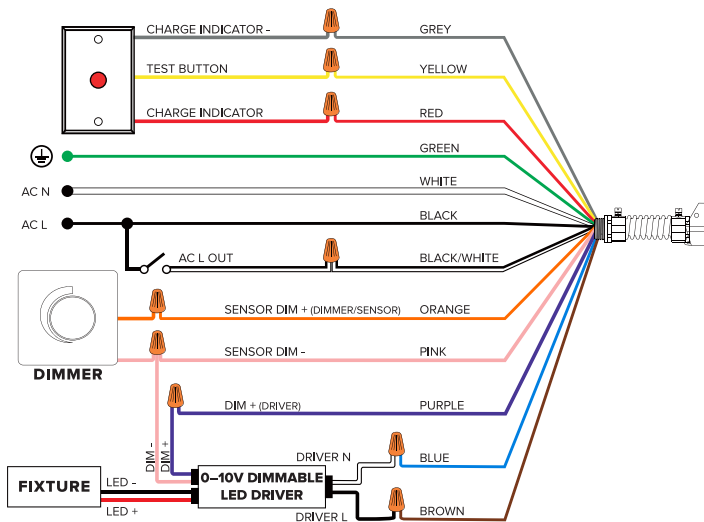 CHARGE INDICATOR - GREY
TEST BUTTON YELLOW
CHARGE INDICATOR RED
GREEN
AC N WHITE
AC L BLACK
AC L OUT BLACK/WHITE
SENSOR DIM + (DIMMER/SENSOR) ORANGE
SENSOR DIM - PINK
DIMMER
DIM + (DRIVER) PURPLE
DIM -
DIM +
DRIVER N BLUE
0–10V DIMMABLE
LED DRIVER
FIXTURE
LED -
LED +
DRIVER L BROWN